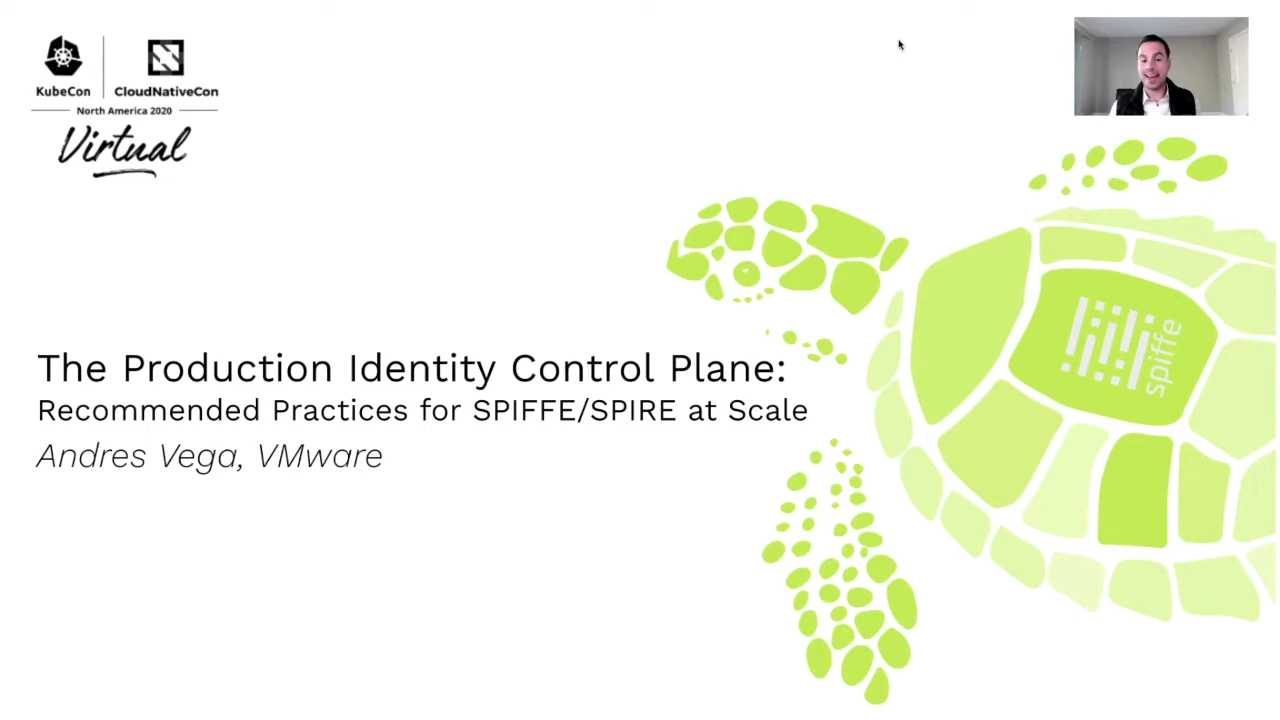 KubeCon
CloudNativeCon
North America 2020
Virtual
The Production Identity Control Plane:
Recommended Practices for SPIFFE/SPIRE at Scale
Andres Vega, VMware
spiffe